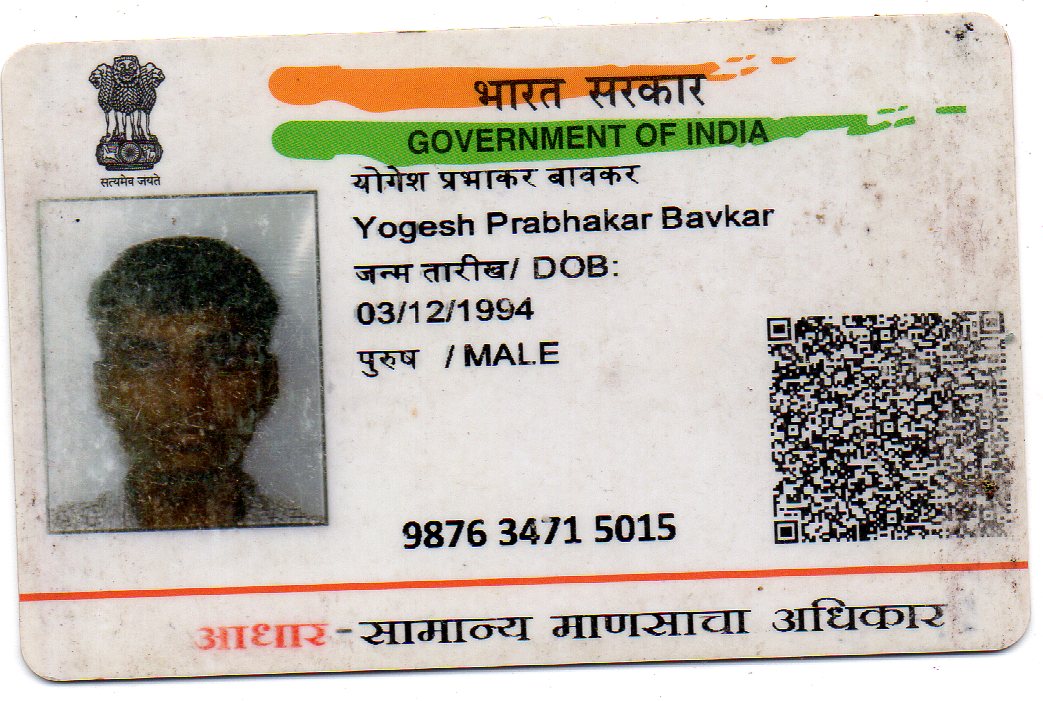 भारत सरकार
GOVERNMENT OF INDIA
सत्यमेव जयते
योगेश प्रभाकर बावकर
Yogesh Prabhakar Bavkar
जन्म तारीख/ DOB:
03/12/1994
पुरुष / MALE
9876 3471 5015
आधार-सामान्य माणसाचा अधिकार